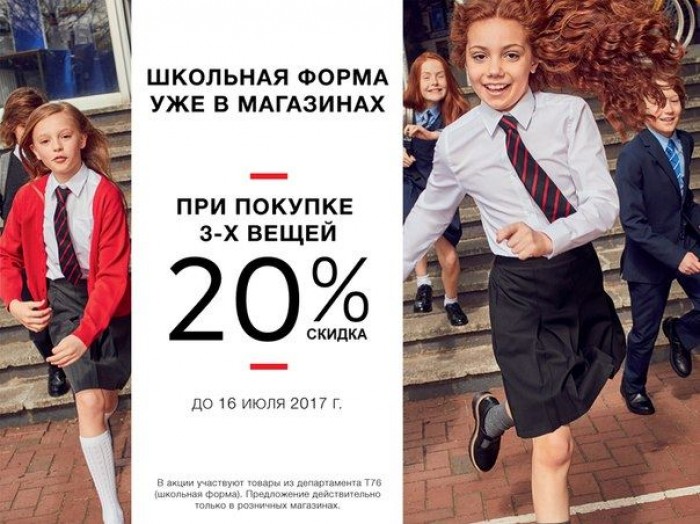 ШКОЛЬНАЯ ФОРМА
УЖЕ В МАГАЗИНАХ
ПРИ ПОКУПКЕ
3-Х ВЕЩЕЙ
20%
СКИДКА
ДО 16 ИЮЛЯ 2017 Г.
В акции участвуют товары из департамента Т76
(школьная форма). Предложение действительно
только в розничных магазинах.